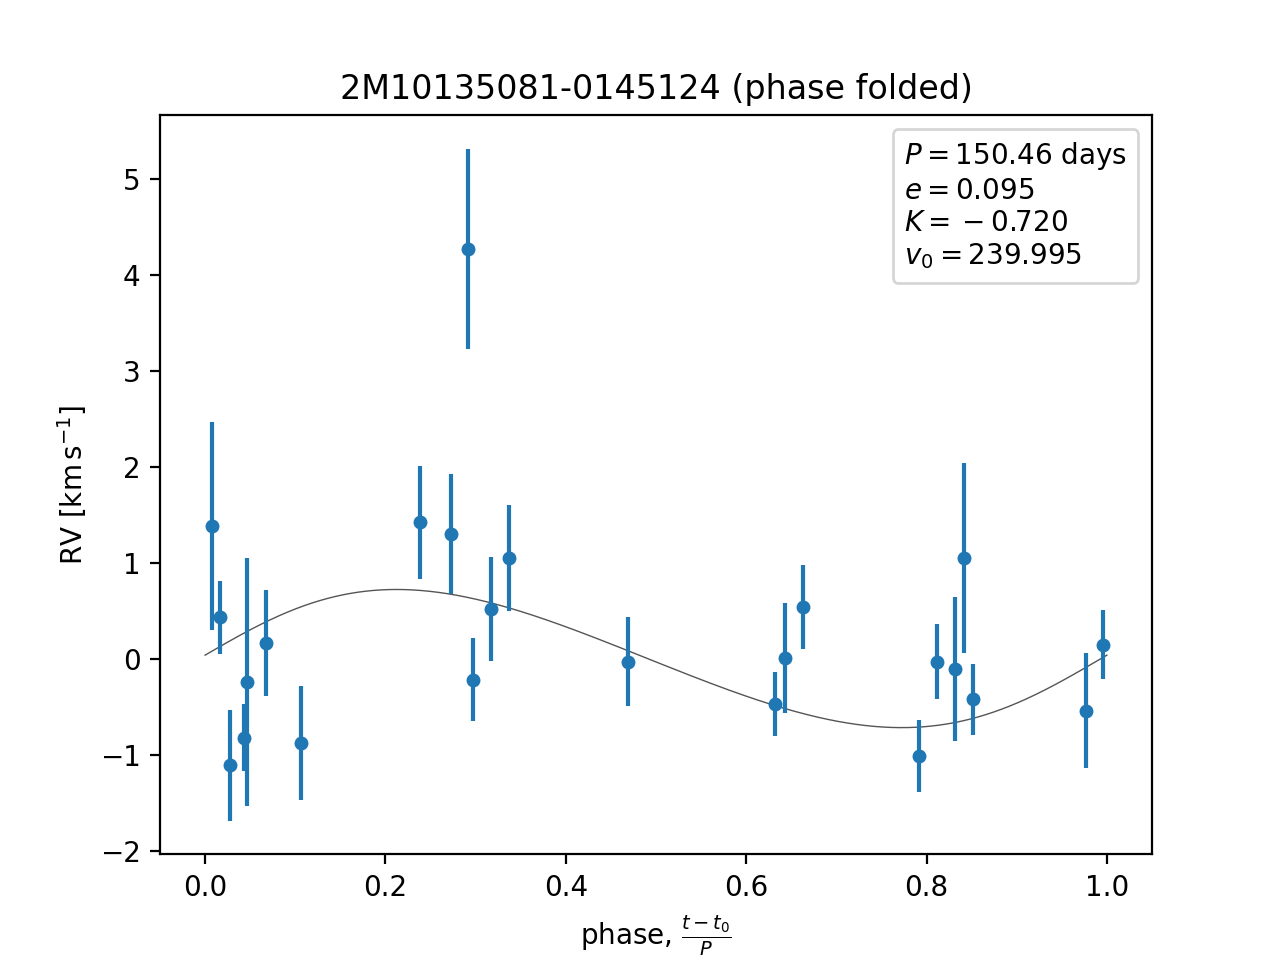 2M10135081-0145124 (phase folded)
P = 150.46 days
e = 0.095
K = −0.720
v₀ = 239.995
RV [km s⁻¹]
5
4
3
2
1
0
−1
−2
0.0 0.2 0.4 0.6 0.8 1.0
phase, (t − t₀)/P